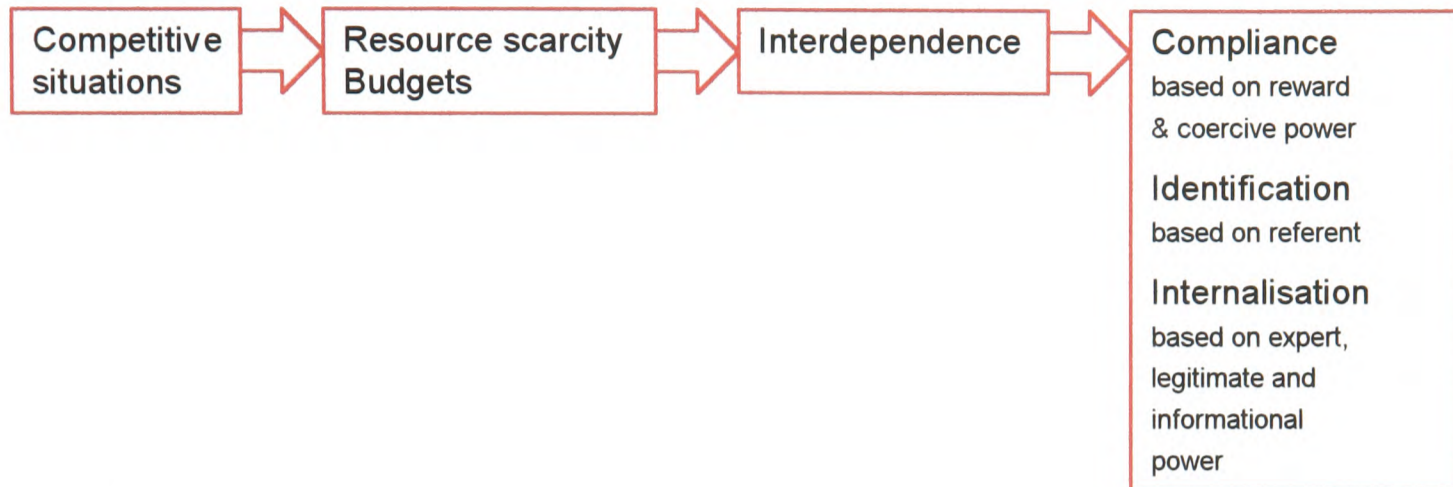 Competitive
situations
Resource scarcity
Budgets
Interdependence
Compliance
based on reward
& coercive power
Identification
based on referent
Internalisation
based on expert,
legitimate and
informational
power